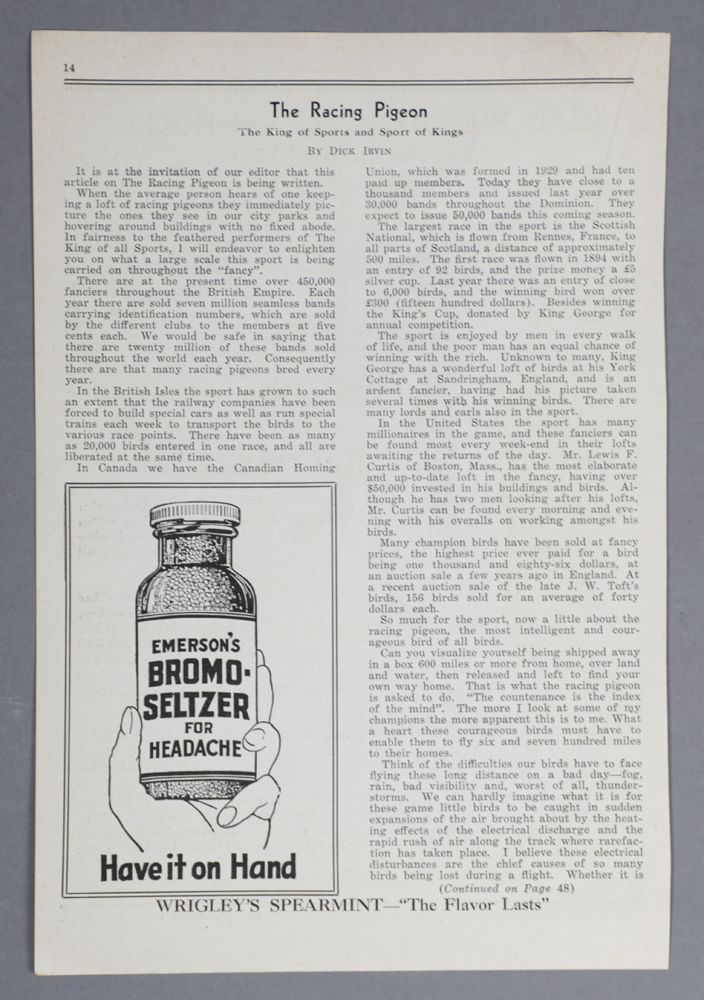 14
The Racing Pigeon
The King of Sports and Sport of Kings
By Dick Irvin
It is at the invitation of our editor that this
article on The Racing Pigeon is being written.
When the average person hears of one keep-
ing a loft of racing pigeons they immediately pic-
ture the ones they see in our city parks and
hovering around buildings with no fixed abode.
In fairness to the feathered performers of The
King of all Sports, I will endeavor to enlighten
you on what a large scale this sport is being
carried on throughout the "fancy".
There are at the present time over 450,000
fanciers throughout the British Empire. Each
year there are sold seven million seamless bands
carrying identification numbers, which are sold
by the different clubs to the members at five
cents each. We would be safe in saying that
there are twenty million of these bands sold
throughout the world each year. Consequently
there are that many racing pigeons bred every
year.
In the British Isles the sport has grown to such
an extent that the railway companies have been
forced to build special cars as well as run special
trains each week to transport the birds to the
various race points. There have been as many
as 20,000 birds entered in one race, and all are
liberated at the same time.
In Canada we have the Canadian Homing
Union, which was formed in 1929 and had ten
paid up members. Today they have close to a
thousand members and issued last year over
30,000 bands throughout the Dominion. They
expect to issue 50,000 bands this coming season.
The largest race in the sport is the Scottish
National, which is flown from Rennes, France, to
all parts of Scotland, a distance of approximately
500 miles. The first race was flown in 1894 with
an entry of 92 birds, and the prize money a £5
silver cup. Last year there was an entry of close
to 6,000 birds, and the winning bird won over
£300 (fifteen hundred dollars). Besides winning
the King's Cup, donated by King George for
annual competition.
The sport is enjoyed by men in every walk
of life, and the poor man has an equal chance of
winning with the rich. Unknown to many, King
George has a wonderful loft of birds at his York
Cottage at Sandringham, England, and is an
ardent fancier, having had his picture taken
several times with his winning birds. There are
many lords and earls also in the sport.
In the United States the sport has many
millionaires in the game, and these fanciers can
be found most every week-end in their lofts
awaiting the returns of the day. Mr. Lewis F.
Curtis of Boston, Mass., has the most elaborate
and up-to-date loft in the fancy, having over
$50,000 invested in his buildings and birds. Al-
though he has two men looking after his lofts,
Mr. Curtis can be found every morning and eve-
ning with his overalls on working amongst his
birds.
Many champion birds have been sold at fancy
prices, the highest price ever paid for a bird
being one thousand and eighty-six dollars, at
an auction sale a few years ago in England. At
a recent auction sale of the late J. W. Toft's
birds, 156 birds sold for an average of forty
dollars each.
So much for the sport, now a little about the
racing pigeon, the most intelligent and cour-
ageous bird of all birds.
Can you visualize yourself being shipped away
in a box 600 miles or more from home, over land
and water, then released and left to find your
own way home. That is what the racing pigeon
is asked to do. "The countenance is the index
of the mind". The more I look at some of my
champions the more apparent this is to me. What
a heart these courageous birds must have to
enable them to fly six and seven hundred miles
to their homes.
Think of the difficulties our birds have to face
flying these long distance on a bad day—fog,
rain, bad visibility and, worst of all, thunder-
storms. We can hardly imagine what it is for
these game little birds to be caught in sudden
expansions of the air brought about by the heat-
ing effects of the electrical discharge and the
rapid rush of air along the track where rarefac-
tion has taken place. I believe these electrical
disturbances are the chief causes of so many
birds being lost during a flight. Whether it is
(Continued on Page 48)
EMERSON'S
BROMO-
SELTZER
FOR
HEADACHE
Have it on Hand
WRIGLEY'S SPEARMINT—"The Flavor Lasts"